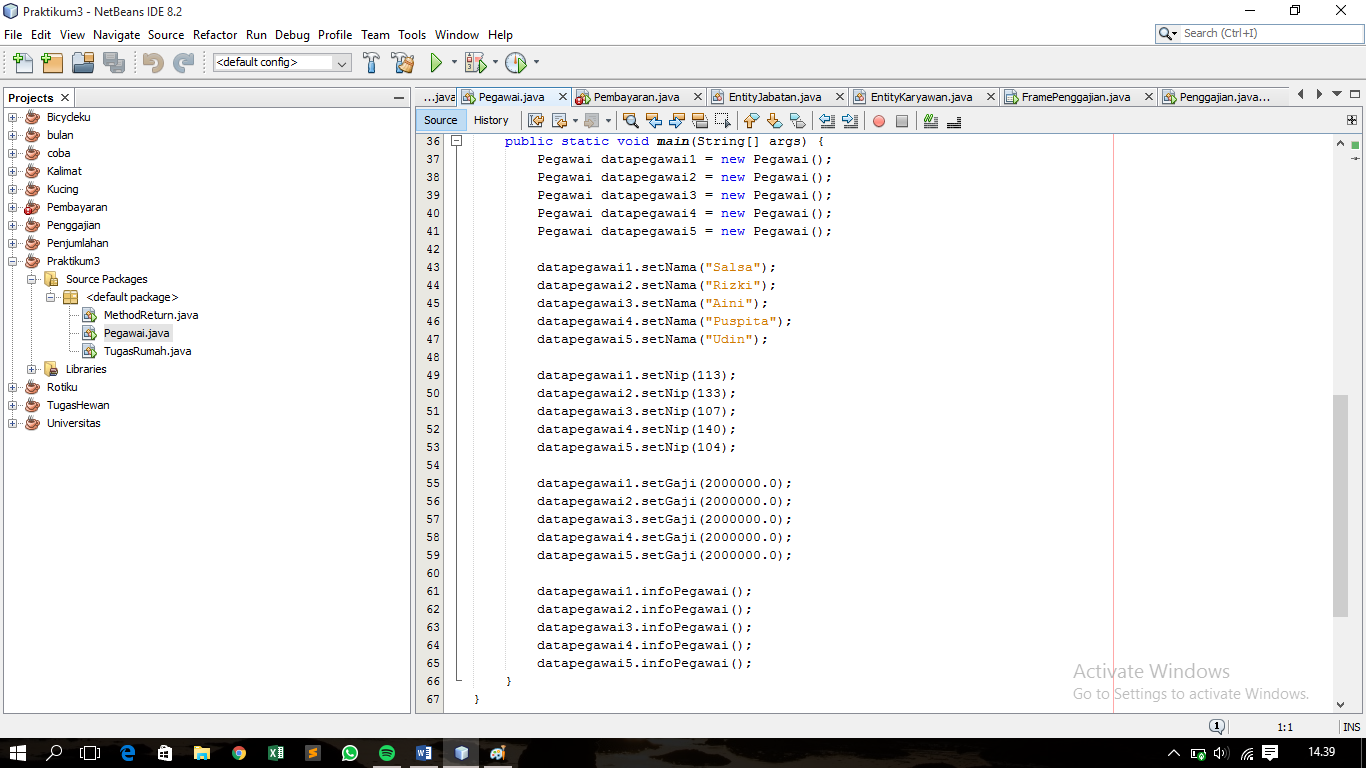 Praktikum3 - NetBeans IDE 8.2
File Edit View Navigate Source Refactor Run Debug Profile Team Tools Window Help
Search (Ctrl+I)
<default config>
Projects
Bicycleku
bulan
coba
Kalimat
Kucing
Pembayaran
Penggajian
Penjumlahan
Praktikum3
Source Packages
<default package>
MethodReturn.java
Pegawai.java
TugasRumah.java
Libraries
Rotiku
TugasHewan
Universitas
...java Pegawai.java Pembayaran.java EntityJabatan.java EntityKaryawan.java FramePenggajian.java Penggajian.java...
Source History
36 public static void main(String[] args) {
37 Pegawai datapegawai1 = new Pegawai();
38 Pegawai datapegawai2 = new Pegawai();
39 Pegawai datapegawai3 = new Pegawai();
40 Pegawai datapegawai4 = new Pegawai();
41 Pegawai datapegawai5 = new Pegawai();
42
43 datapegawai1.setNama("Salsa");
44 datapegawai2.setNama("Rizki");
45 datapegawai3.setNama("Aini");
46 datapegawai4.setNama("Puspita");
47 datapegawai5.setNama("Udin");
48
49 datapegawai1.setNip(113);
50 datapegawai2.setNip(133);
51 datapegawai3.setNip(107);
52 datapegawai4.setNip(140);
53 datapegawai5.setNip(104);
54
55 datapegawai1.setGaji(2000000.0);
56 datapegawai2.setGaji(2000000.0);
57 datapegawai3.setGaji(2000000.0);
58 datapegawai4.setGaji(2000000.0);
59 datapegawai5.setGaji(2000000.0);
60
61 datapegawai1.infoPegawai();
62 datapegawai2.infoPegawai();
63 datapegawai3.infoPegawai();
64 datapegawai4.infoPegawai();
65 datapegawai5.infoPegawai();
66 }
67 }
Activate Windows
Go to Settings to activate Windows.
1 1:1 INS
14.39